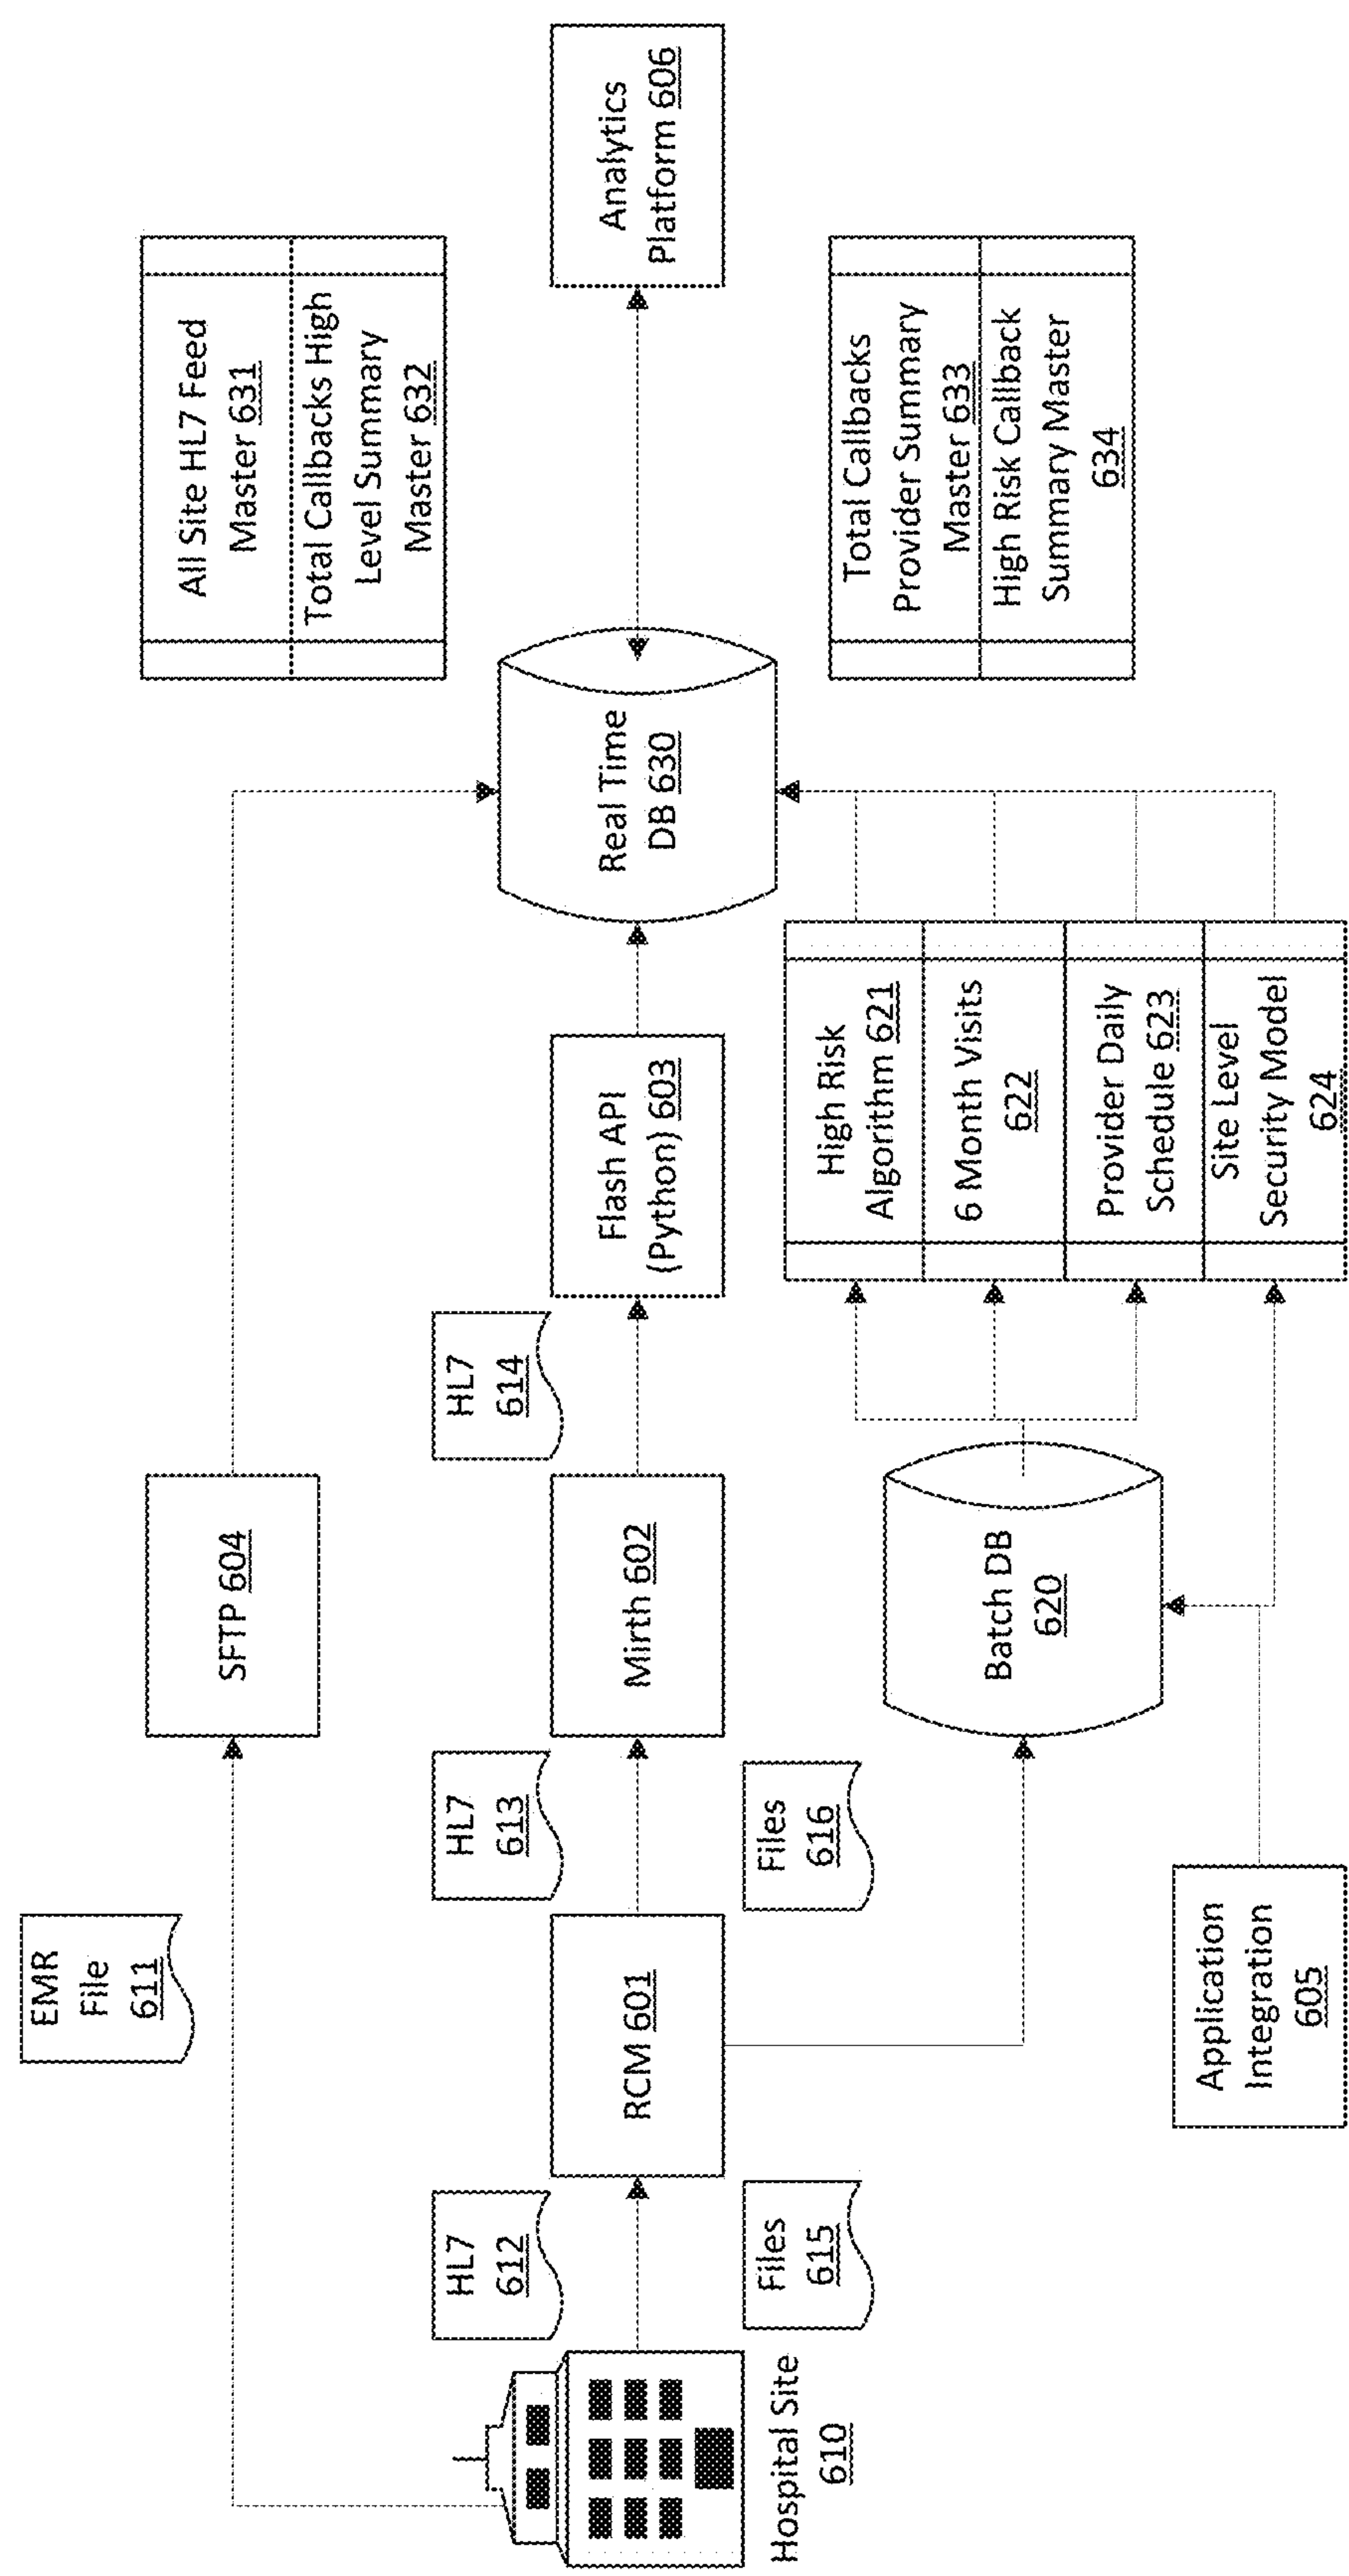 EMR
File
611
SFTP 604
All Site HL7 Feed
Master 631
Total Callbacks High
Level Summary
Master 632
HL7
612
HL7
613
HL7
614
Hospital Site
610
RCM 601
Mirth 602
Flash API
(Python) 603
Real Time
DB 630
Analytics
Platform 606
Files
615
Files
616
Batch DB
620
High Risk
Algorithm 621
6 Month Visits
622
Provider Daily
Schedule 623
Site Level
Security Model
624
Total Callbacks
Provider Summary
Master 633
High Risk Callback
Summary Master
634
Application
Integration
605